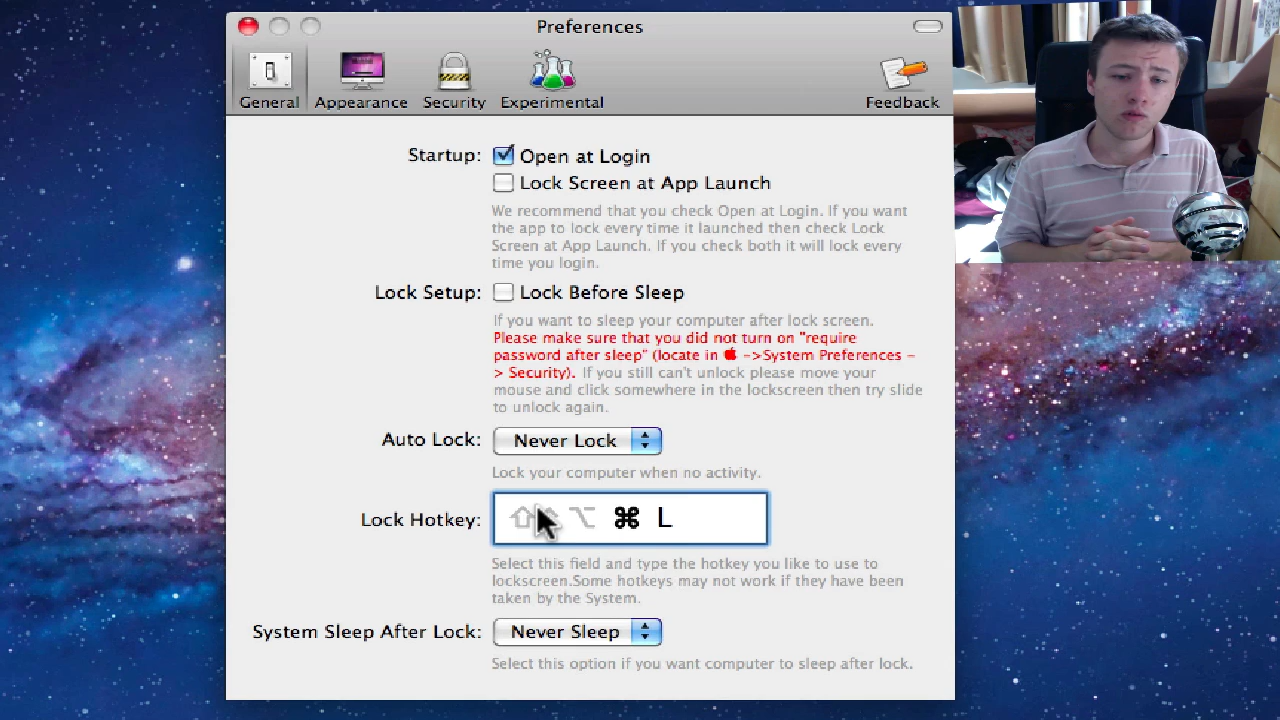 Preferences
General Appearance Security Experimental Feedback
Startup: Open at Login
Lock Screen at App Launch
We recommend that you check Open at Login. If you want
the app to lock every time it launched then check Lock
Screen at App Launch. If you check both it will lock every
time you login.
Lock Setup: Lock Before Sleep
If you want to sleep your computer after lock screen.
Please make sure that you did not turn on "require
password after sleep" (locate in  ->System Preferences -
> Security). If you still can't unlock please move your
mouse and click somewhere in the lockscreen then try slide
to unlock again.
Auto Lock: Never Lock
Lock your computer when no activity.
Lock Hotkey: ⇧ ⌥ ⌘ L
Select this field and type the hotkey you like to use to
lockscreen.Some hotkeys may not work if they have been
taken by the System.
System Sleep After Lock: Never Sleep
Select this option if you want computer to sleep after lock.